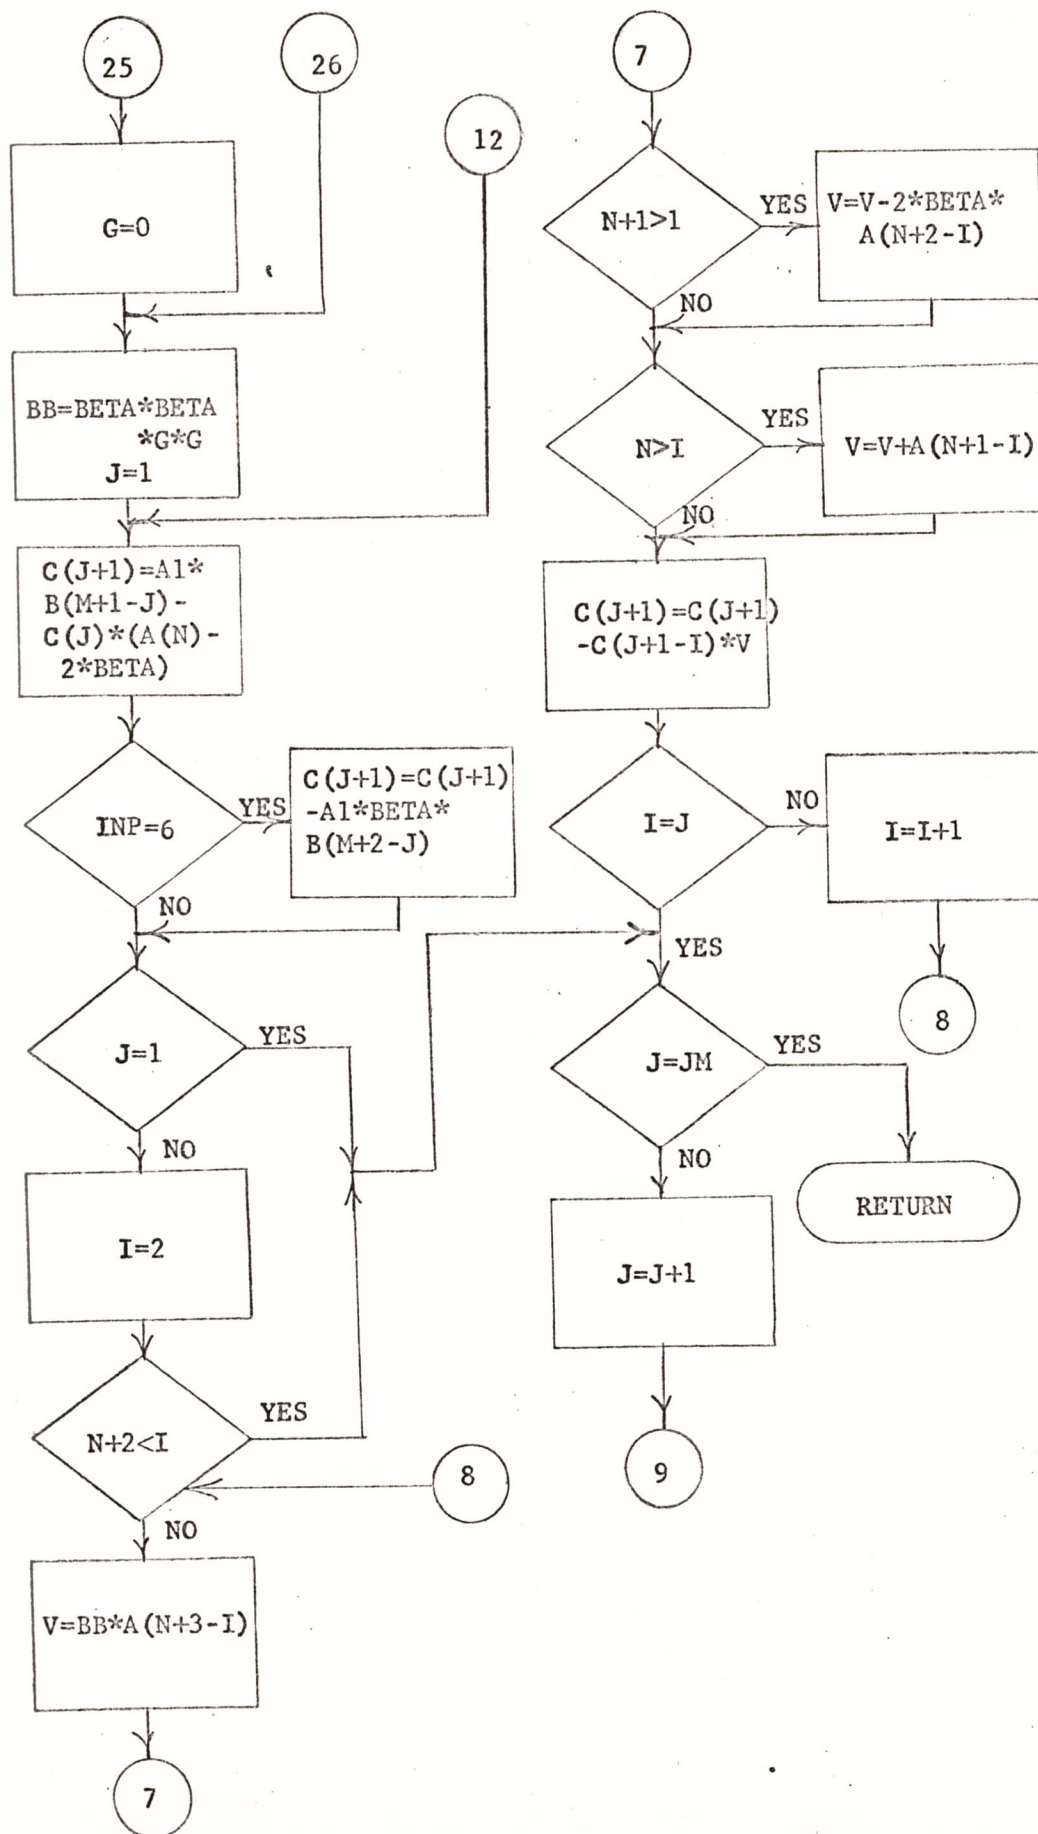 25
26
12
G=0
BB=BETA*BETA
*G*G
J=1
C(J+1)=A1*
B(M+1-J)-
C(J)*(A(N)-
2*BETA)
INP=6
YES
C(J+1)=C(J+1)
-A1*BETA*
B(M+2-J)
NO
J=1
YES
NO
I=2
N+2<I
YES
8
NO
V=BB*A(N+3-I)
7
7
N+1>1
YES
V=V-2*BETA*
A(N+2-I)
NO
N>I
YES
V=V+A(N+1-I)
NO
C(J+1)=C(J+1)
-C(J+1-I)*V
I=J
NO
I=I+1
YES
8
J=JM
YES
NO
RETURN
J=J+1
9